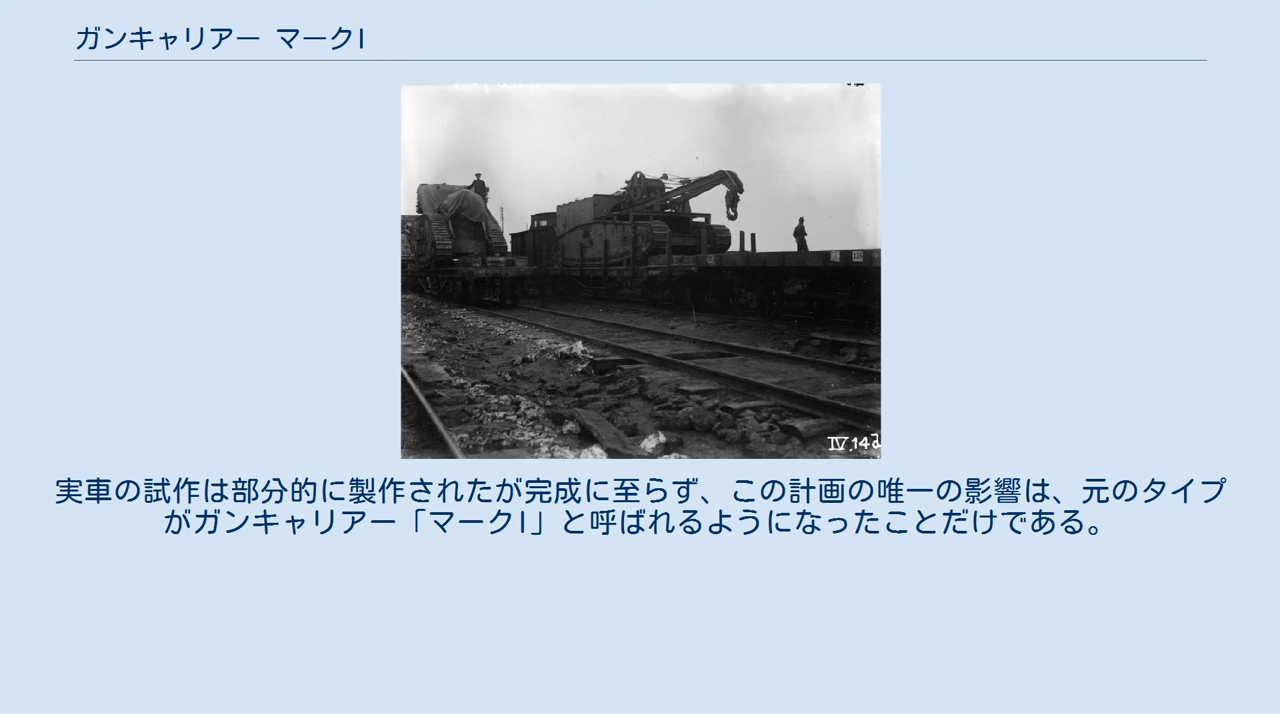 ガンキャリアー マークI
IV.14a
実車の試作は部分的に製作されたが完成に至らず、この計画の唯一の影響は、元のタイプ
がガンキャリアー「マークI」と呼ばれるようになったことだけである。